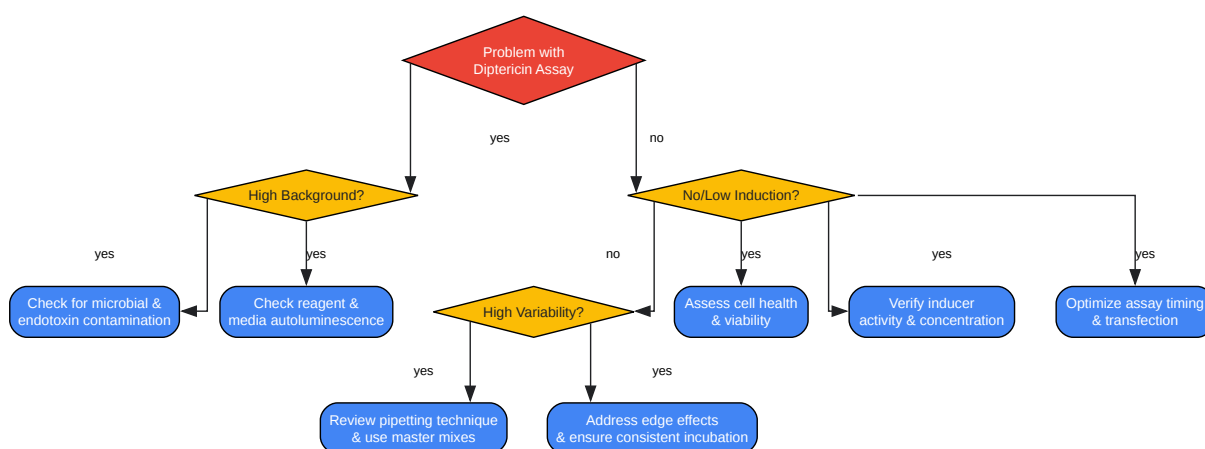 Problem with
Diptericin Assay
yes
no
High Background?
No/Low Induction?
yes
yes
no
yes
yes
yes
Check for microbial &
endotoxin contamination
Check reagent &
media autoluminescence
High Variability?
Assess cell health
& viability
Verify inducer
activity & concentration
Optimize assay timing
& transfection
yes
yes
Review pipetting technique
& use master mixes
Address edge effects
& ensure consistent incubation